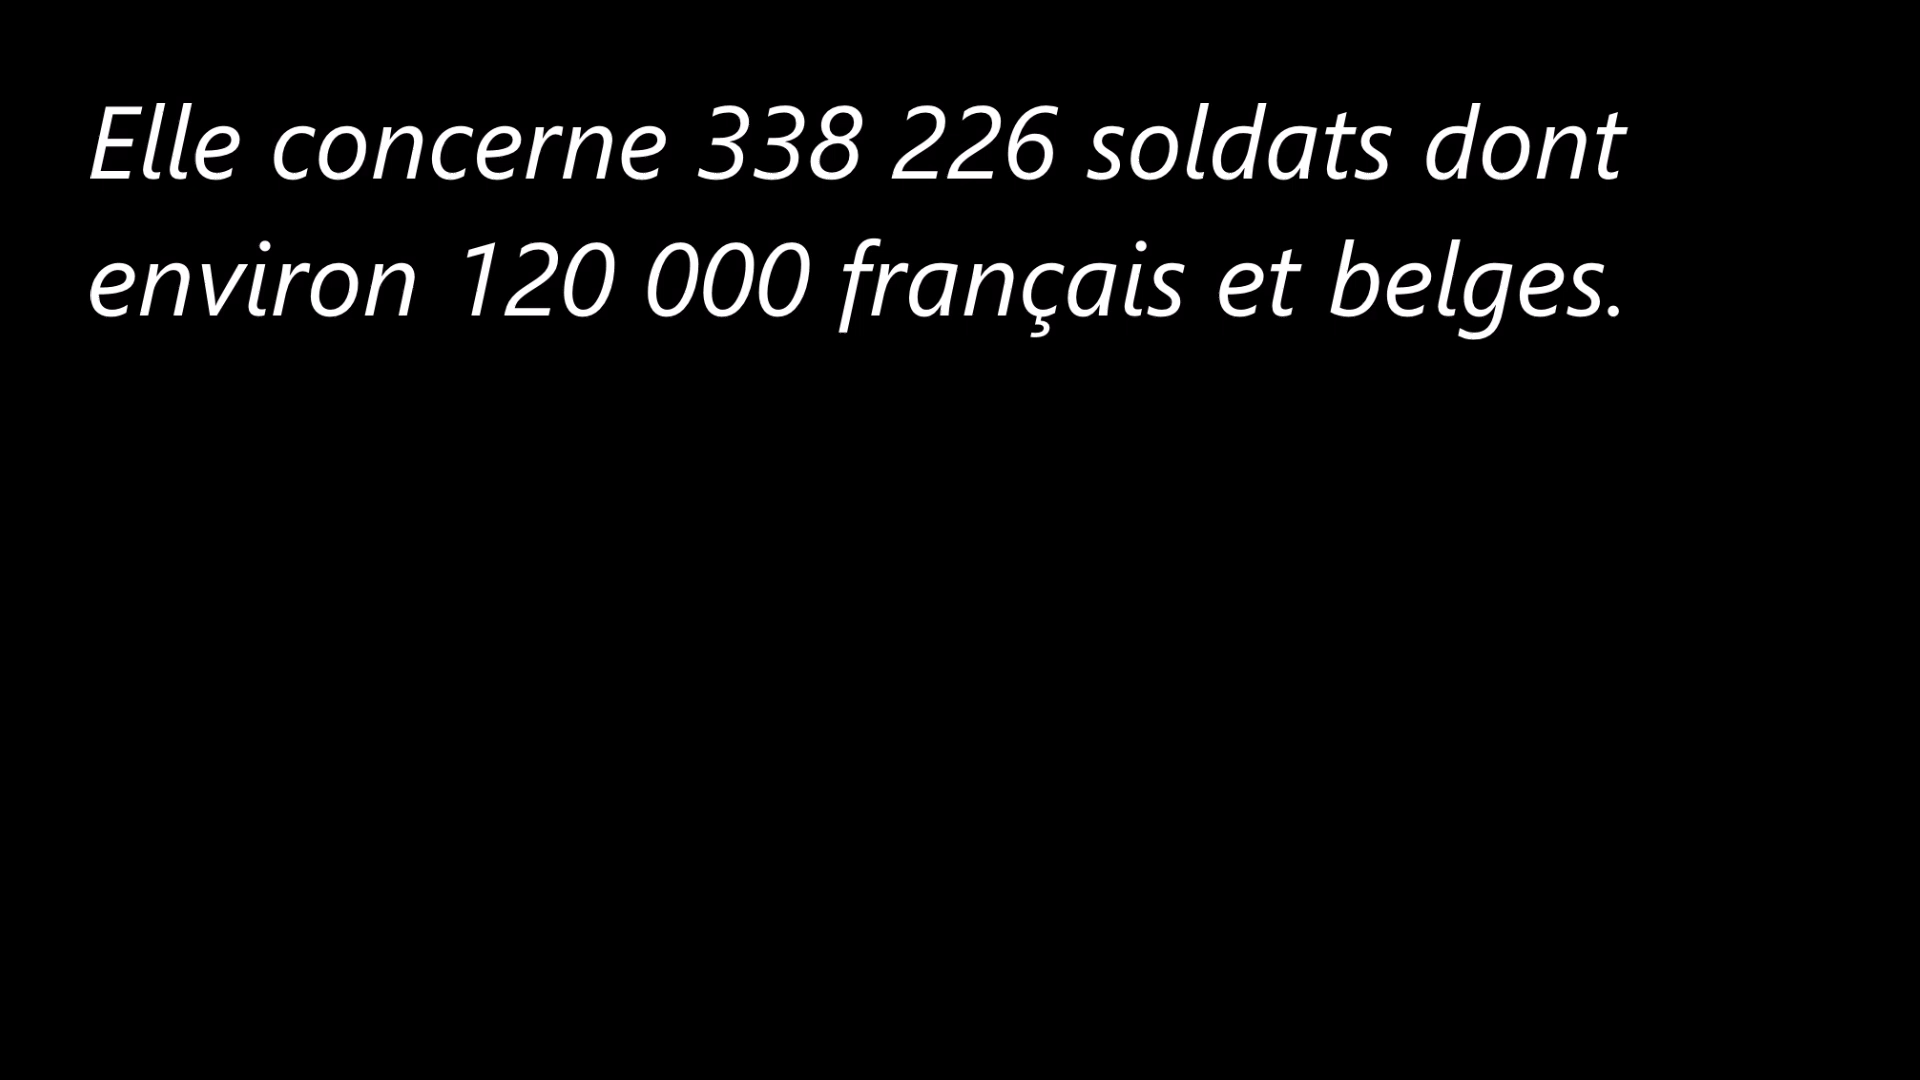 Elle concerne 338 226 soldats dont
environ 120 000 français et belges.